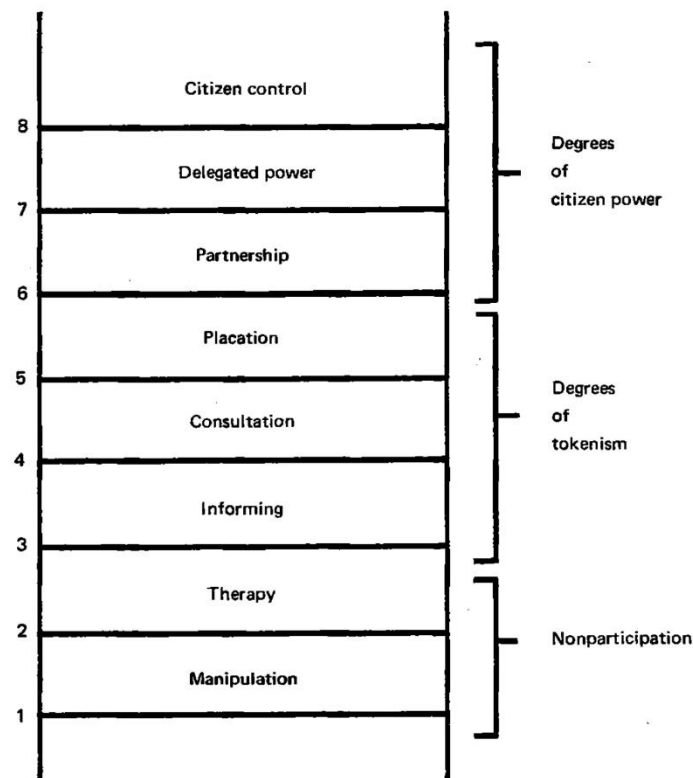 Citizen control
8
Delegated power
7
Partnership
6
Placation
5
Consultation
4
Informing
3
Therapy
2
Manipulation
1
Degrees
of
citizen power
Degrees
of
tokenism
Nonparticipation